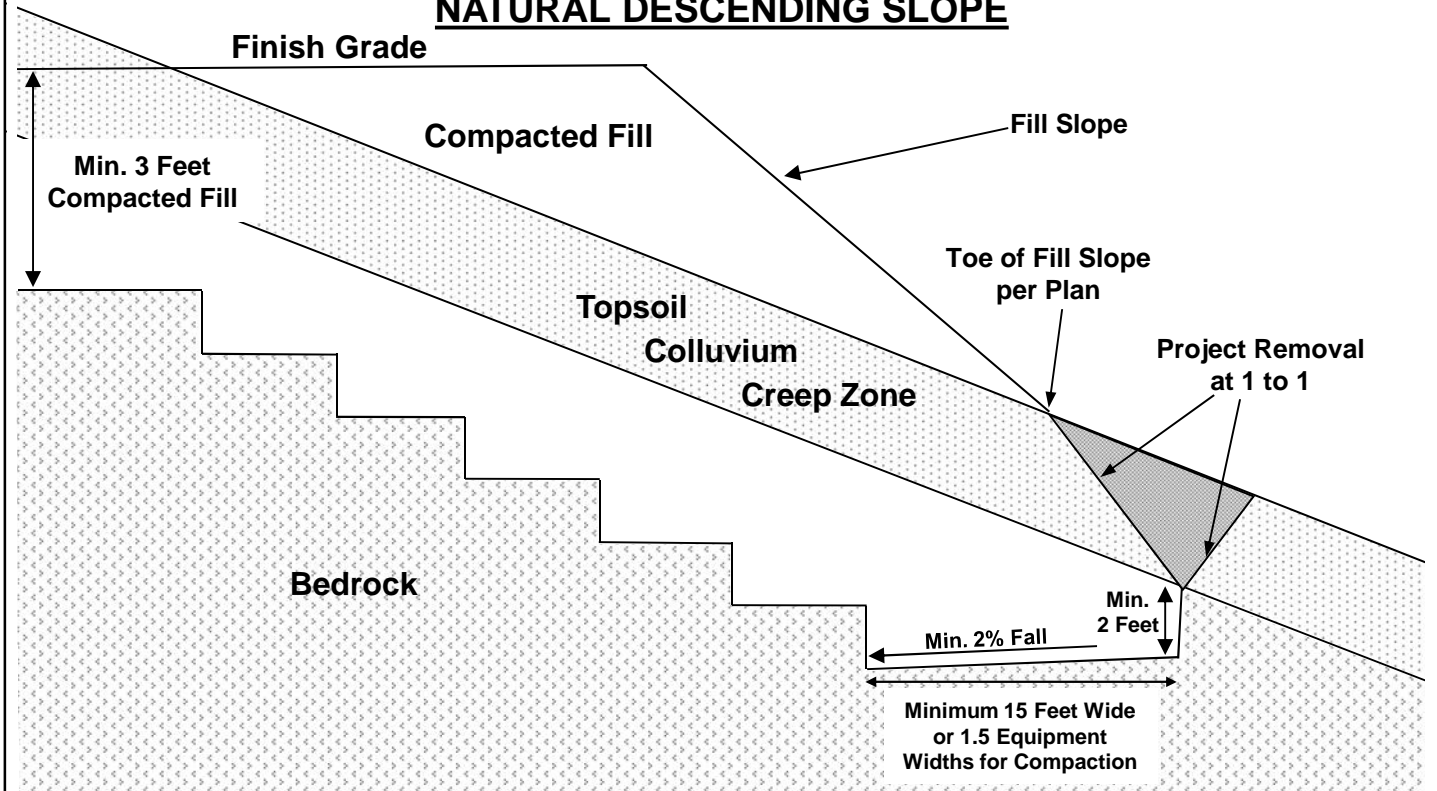 NATURAL DESCENDING SLOPE
Finish Grade
Compacted Fill
Fill Slope
Min. 3 Feet
Compacted Fill
Toe of Fill Slope
per Plan
Topsoil
Colluvium
Creep Zone
Project Removal
at 1 to 1
Bedrock
Min.
2 Feet
Min. 2% Fall
Minimum 15 Feet Wide
or 1.5 Equipment
Widths for Compaction